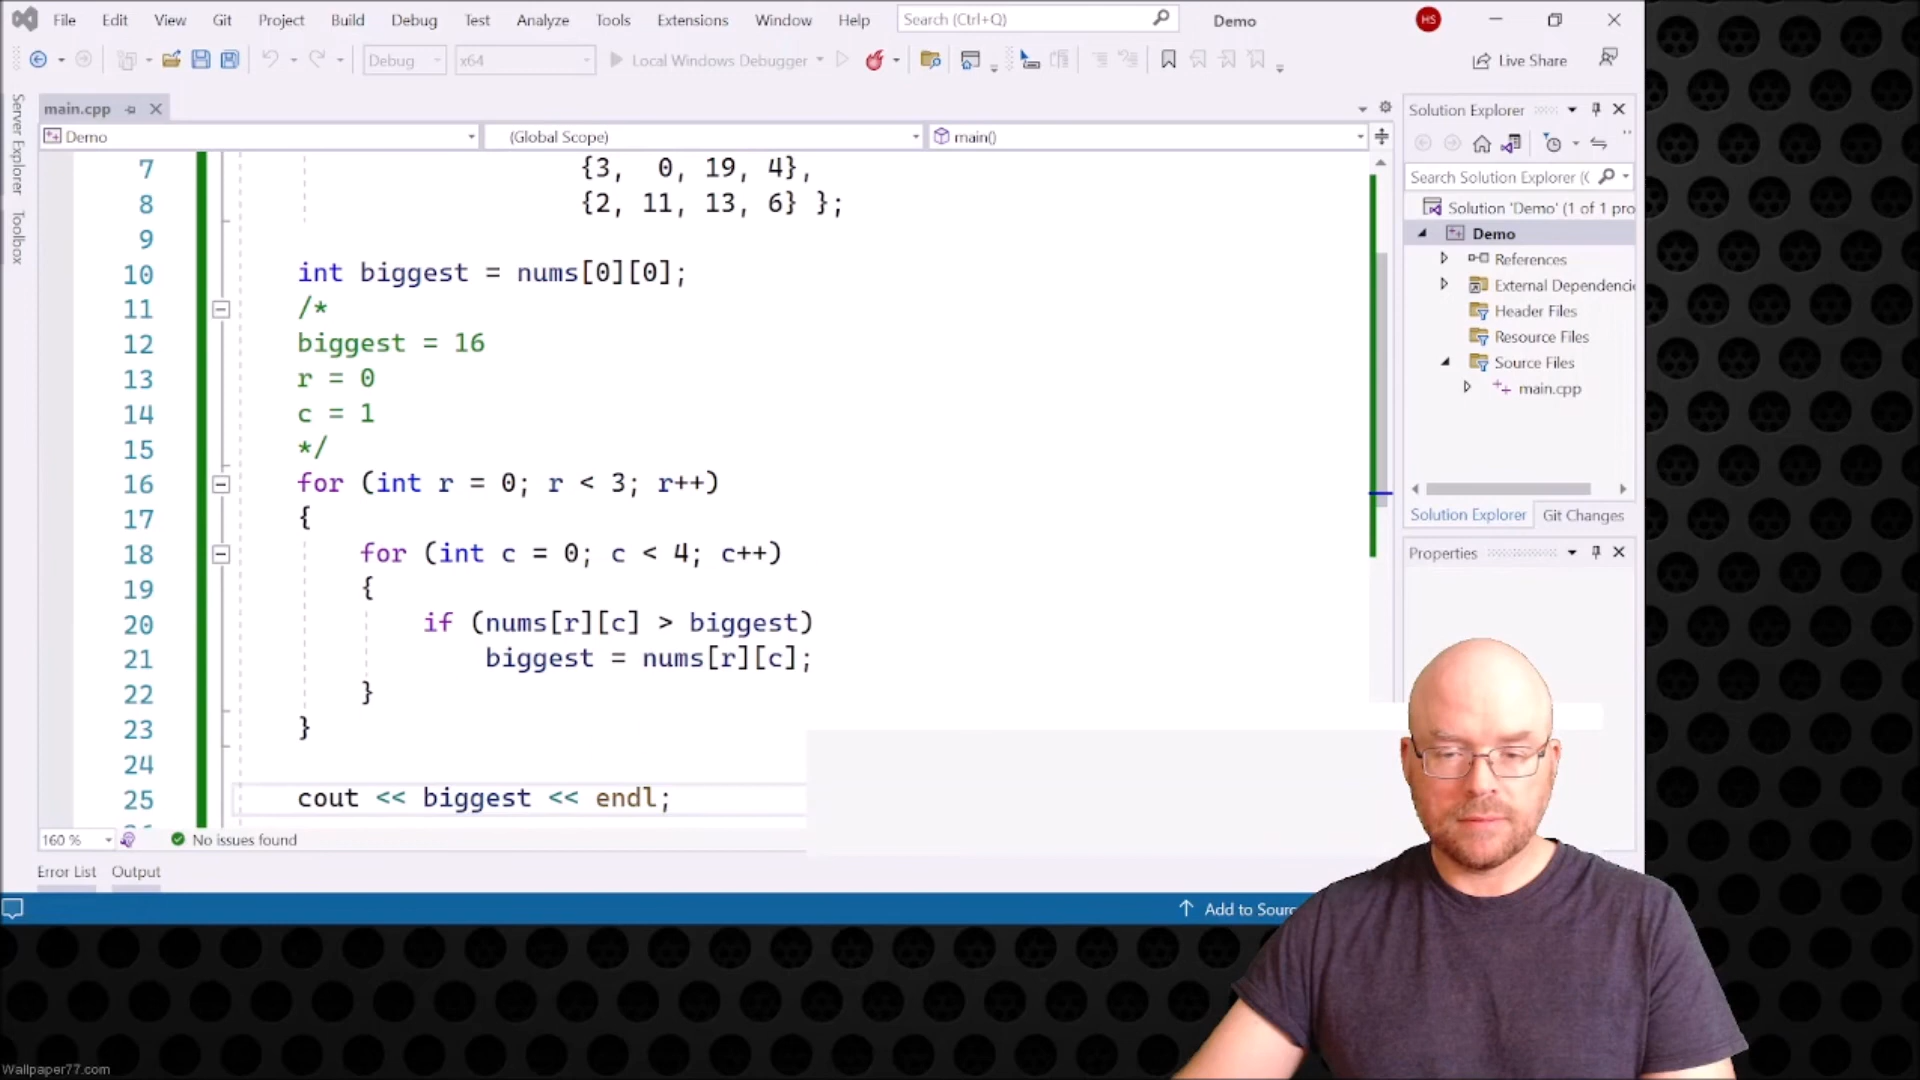 File Edit View Git Project Build Debug Test Analyze Tools Extensions Window Help Search (Ctrl+Q) Demo HS
Debug x64 Local Windows Debugger Live Share
Server Explorer
Toolbox
main.cpp
Demo (Global Scope) main()
7 {3, 0, 19, 4},
8 {2, 11, 13, 6} };
9
10 int biggest = nums[0][0];
11 /*
12 biggest = 16
13 r = 0
14 c = 1
15 */
16 for (int r = 0; r < 3; r++)
17 {
18 for (int c = 0; c < 4; c++)
19 {
20 if (nums[r][c] > biggest)
21 biggest = nums[r][c];
22 }
23 }
24
25 cout << biggest << endl;
160 % No issues found
Error List Output
Add to Sourc
Solution Explorer
Search Solution Explorer (C
Solution 'Demo' (1 of 1 pro
Demo
References
External Dependenci
Header Files
Resource Files
Source Files
main.cpp
Solution Explorer Git Changes
Properties
Wallpaper77.com